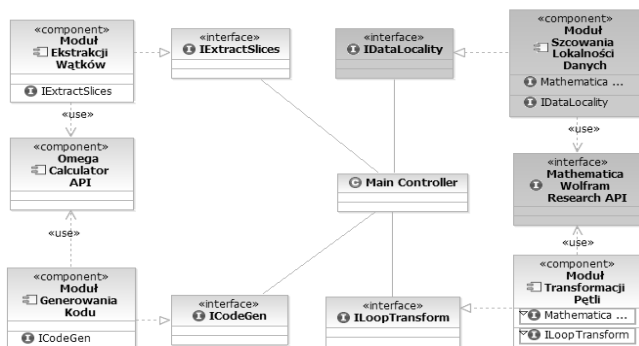 «component»
Moduł
Ekstrakcji
Wątków
IExtractSlices
«use»
«component»
Omega
Calculator
API
«use»
«component»
Moduł
Generowania
Kodu
ICodeGen
«interface»
IExtractSlices
«interface»
IDataLocality
C Main Controller
«interface»
ICodeGen
«interface»
ILoopTransform
«component»
Moduł
Szcowania
Lokalności
Danych
Mathematica ...
IDataLocality
«use»
«interface»
Mathematica
Wolfram
Research API
«use»
«component»
Moduł
Transformacji
Pętli
Mathematica ...
ILoopTransform